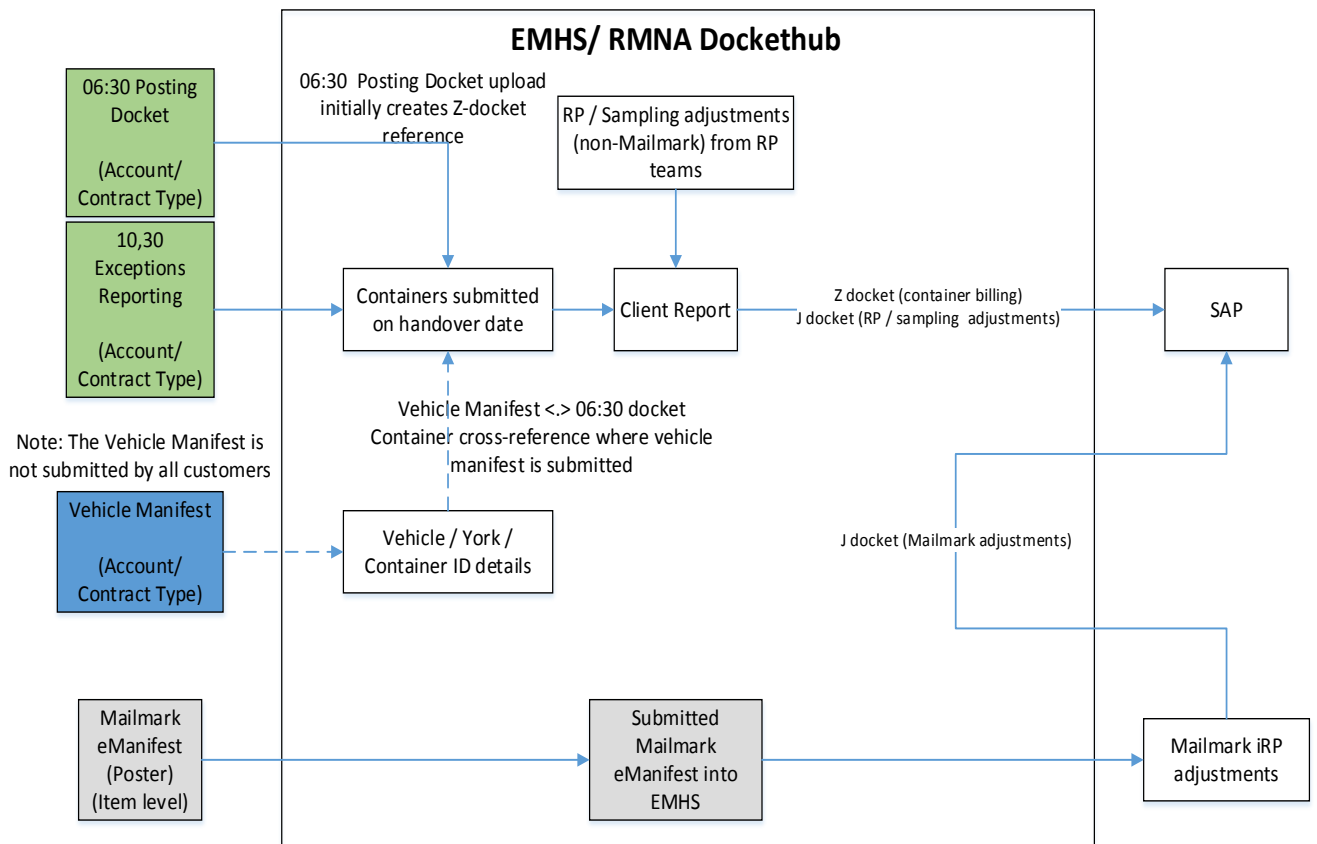 EMHS/ RMNA Dockethub
06:30 Posting
Docket
(Account/
Contract Type)
06:30  Posting Docket upload
initially creates Z-docket
reference
RP / Sampling adjustments
(non-Mailmark) from RP
teams
10,30
Exceptions
Reporting
(Account/
Contract Type)
Containers submitted
on handover date
Client Report
Z docket (container billing)
J docket (RP / sampling  adjustments)
SAP
Vehicle Manifest <.> 06:30 docket
Container cross-reference where vehicle
manifest is submitted
Note: The Vehicle Manifest is
not submitted by all customers
Vehicle Manifest
(Account/
Contract Type)
Vehicle / York /
Container ID details
J docket (Mailmark adjustments)
Mailmark
eManifest
(Poster)
(Item level)
Submitted
Mailmark
eManifest into
EMHS
Mailmark iRP
adjustments